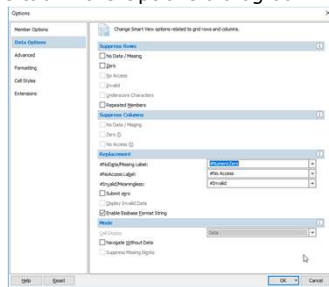 Options
Member Options
Data Options
Advanced
Formatting
Cell Styles
Extensions
Change Smart View options related to grid rows and columns.
Suppress Rows
No Data / Missing
Zero
No Access
Invalid
Underscore Characters
Repeated Members
Suppress Columns
No Data / Missing
Zero
No Access
Replacement
#NoData/Missing Label:
#NumericZero
#NoAccess Label:
#No Access
#Invalid/Meaningless:
#Invalid
Submit zero
Display Invalid Data
Enable Essbase Format String
Mode
Cell Display
Data
Navigate Without Data
Suppress Missing Blocks
Help
Reset
OK
Cancel